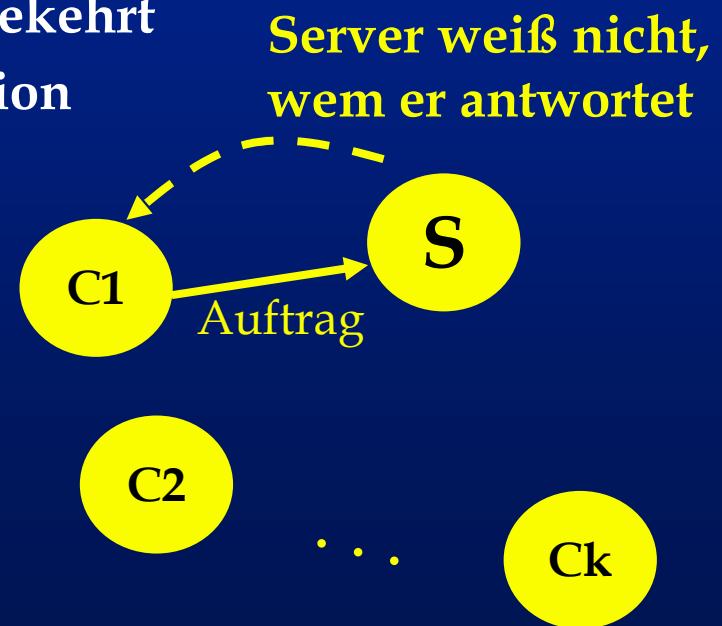 ekehrt
ion
Server weiß nicht,
wem er antwortet
S
C1
Auftrag
C2
. . .
Ck